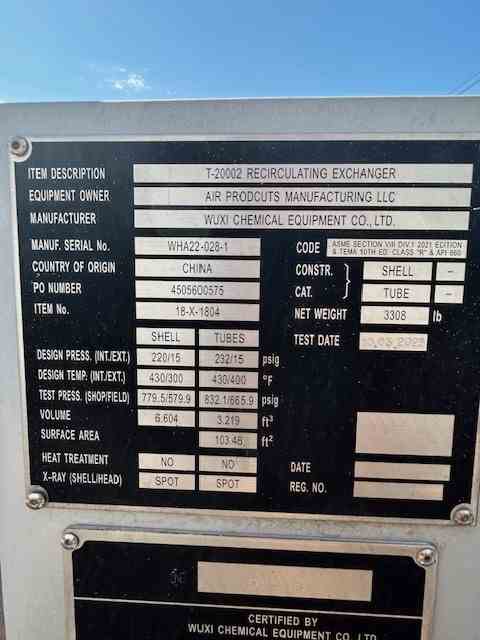 ITEM DESCRIPTION T-20002 RECIRCULATING EXCHANGER
EQUIPMENT OWNER AIR PRODCUTS MANUFACTURING LLC
MANUFACTURER WUXI CHEMICAL EQUIPMENT CO., LTD.
MANUF. SERIAL No. WHA22-028-1 CODE ASME SECTION VIII DIV.1 2021 EDITION
& TEMA 10TH ED. CLASS "R" & API 660
COUNTRY OF ORIGIN CHINA CONSTR. SHELL -
PO NUMBER 4505600575 CAT. TUBE -
ITEM No. 18-X-1804 NET WEIGHT 3308 lb
SHELL TUBES TEST DATE
DESIGN PRESS. (INT./EXT.) 220/15 292/15 psig
DESIGN TEMP. (INT./EXT.) 430/300 430/400 °F
TEST PRESS. (SHOP/FIELD) 779.5/579.9 832.1/665.9 psig
VOLUME 6.604 3.219 ft³
SURFACE AREA 103.46 ft²
HEAT TREATMENT NO NO DATE
X-RAY (SHELL/HEAD) SPOT SPOT REG. NO.
CERTIFIED BY
WUXI CHEMICAL EQUIPMENT CO., LTD.